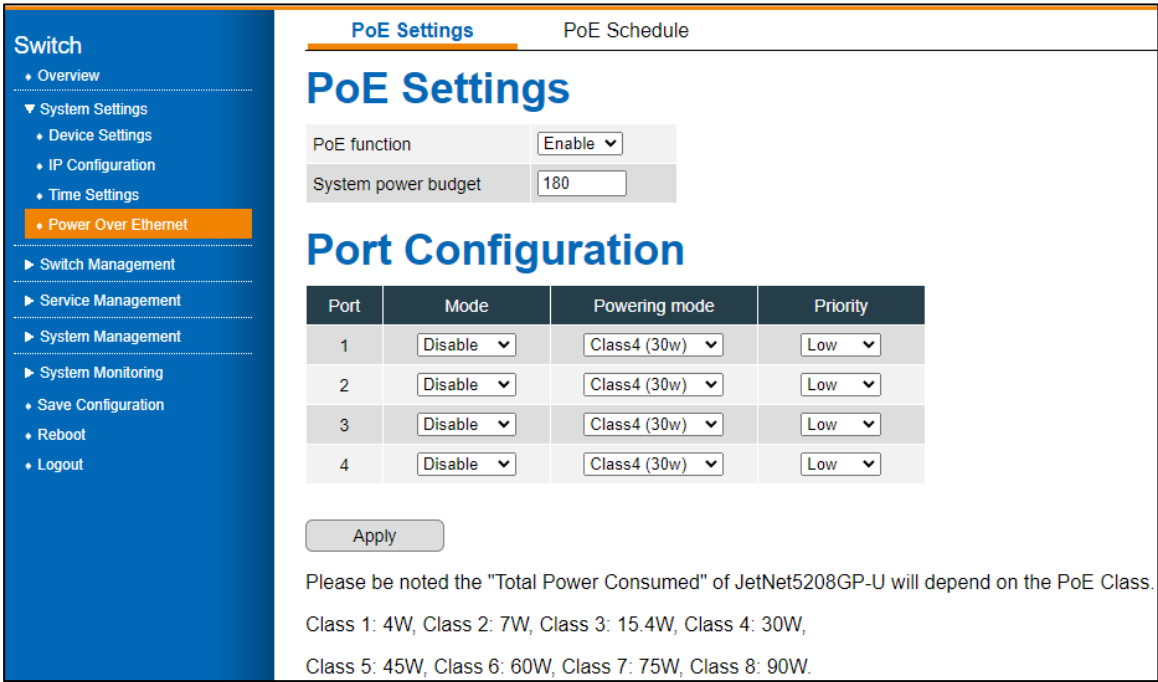 Switch
Overview
System Settings
Device Settings
IP Configuration
Time Settings
Power Over Ethernet
Switch Management
Service Management
System Management
System Monitoring
Save Configuration
Reboot
Logout
PoE Settings PoE Schedule
PoE Settings
PoE function Enable
System power budget 180
Port Configuration
Port Mode Powering mode Priority
1 Disable Class4 (30w) Low
2 Disable Class4 (30w) Low
3 Disable Class4 (30w) Low
4 Disable Class4 (30w) Low
Apply
Please be noted the "Total Power Consumed" of JetNet5208GP-U will depend on the PoE Class.
Class 1: 4W, Class 2: 7W, Class 3: 15.4W, Class 4: 30W,
Class 5: 45W, Class 6: 60W, Class 7: 75W, Class 8: 90W.